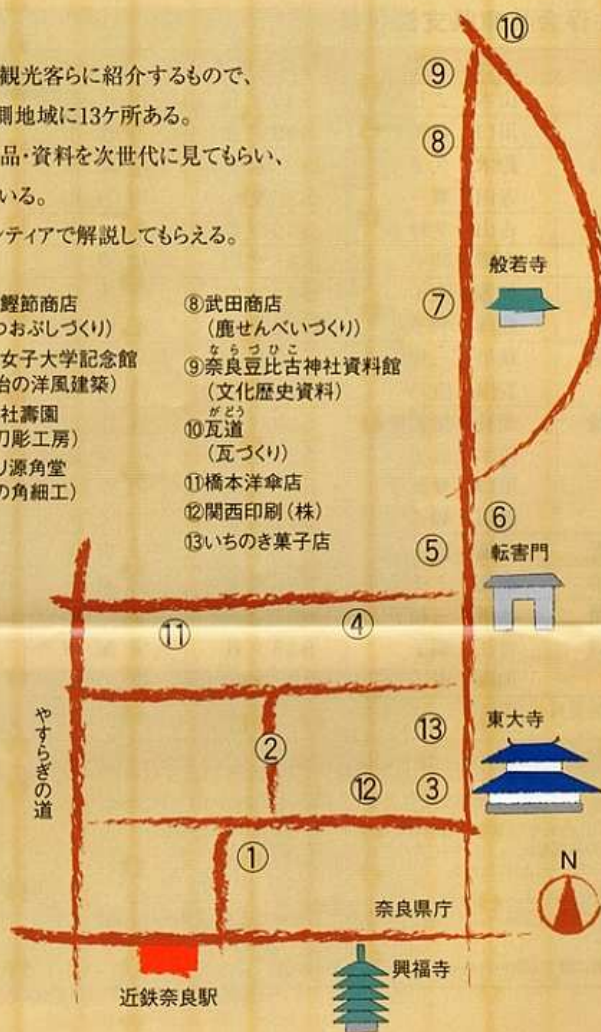 観光客らに紹介するもので、
側地域に13ケ所ある。
品・資料を次世代に見てもらい、
いる。
ンティアで解説してもらえる。
鰹節商店
つおぶしづくり)
女子大学記念館
治の洋風建築)
社壽園
刀彫工房)
り源角堂
の角細工)
⑧武田商店
(鹿せんべいづくり)
ならづひこ
⑨奈良豆比古神社資料館
(文化歴史資料)
がどう
⑩瓦道
(瓦づくり)
⑪橋本洋傘店
⑫関西印刷(株)
⑬いちのき菓子店
⑩
⑨
⑧
般若寺
⑦
⑥
⑤
転害門
④
⑪
やすらぎの道
②
⑬
東大寺
⑫
③
①
N
奈良県庁
興福寺
近鉄奈良駅